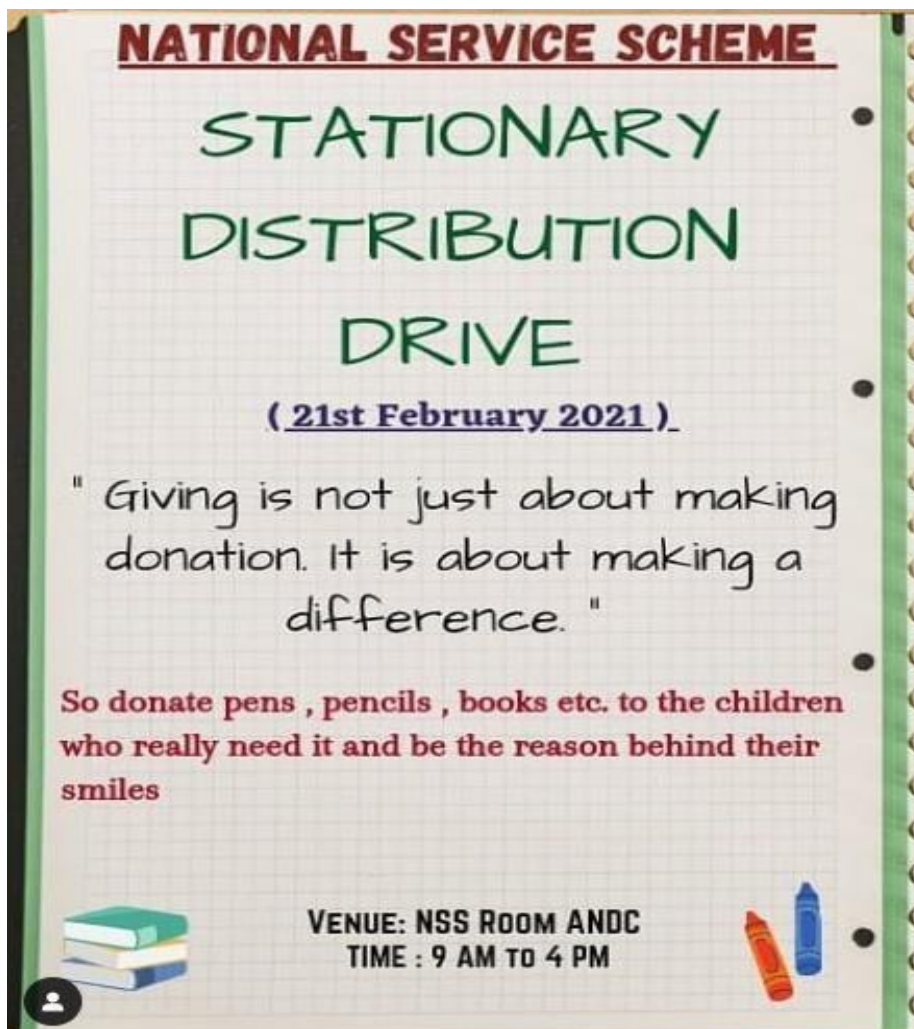 NATIONAL SERVICE SCHEME
STATIONARY
DISTRIBUTION
DRIVE
( 21st February 2021 )
" Giving is not just about making
donation. It is about making a
difference. "
So donate pens , pencils , books etc. to the children
who really need it and be the reason behind their
smiles
VENUE: NSS ROOM ANDC
TIME : 9 AM TO 4 PM